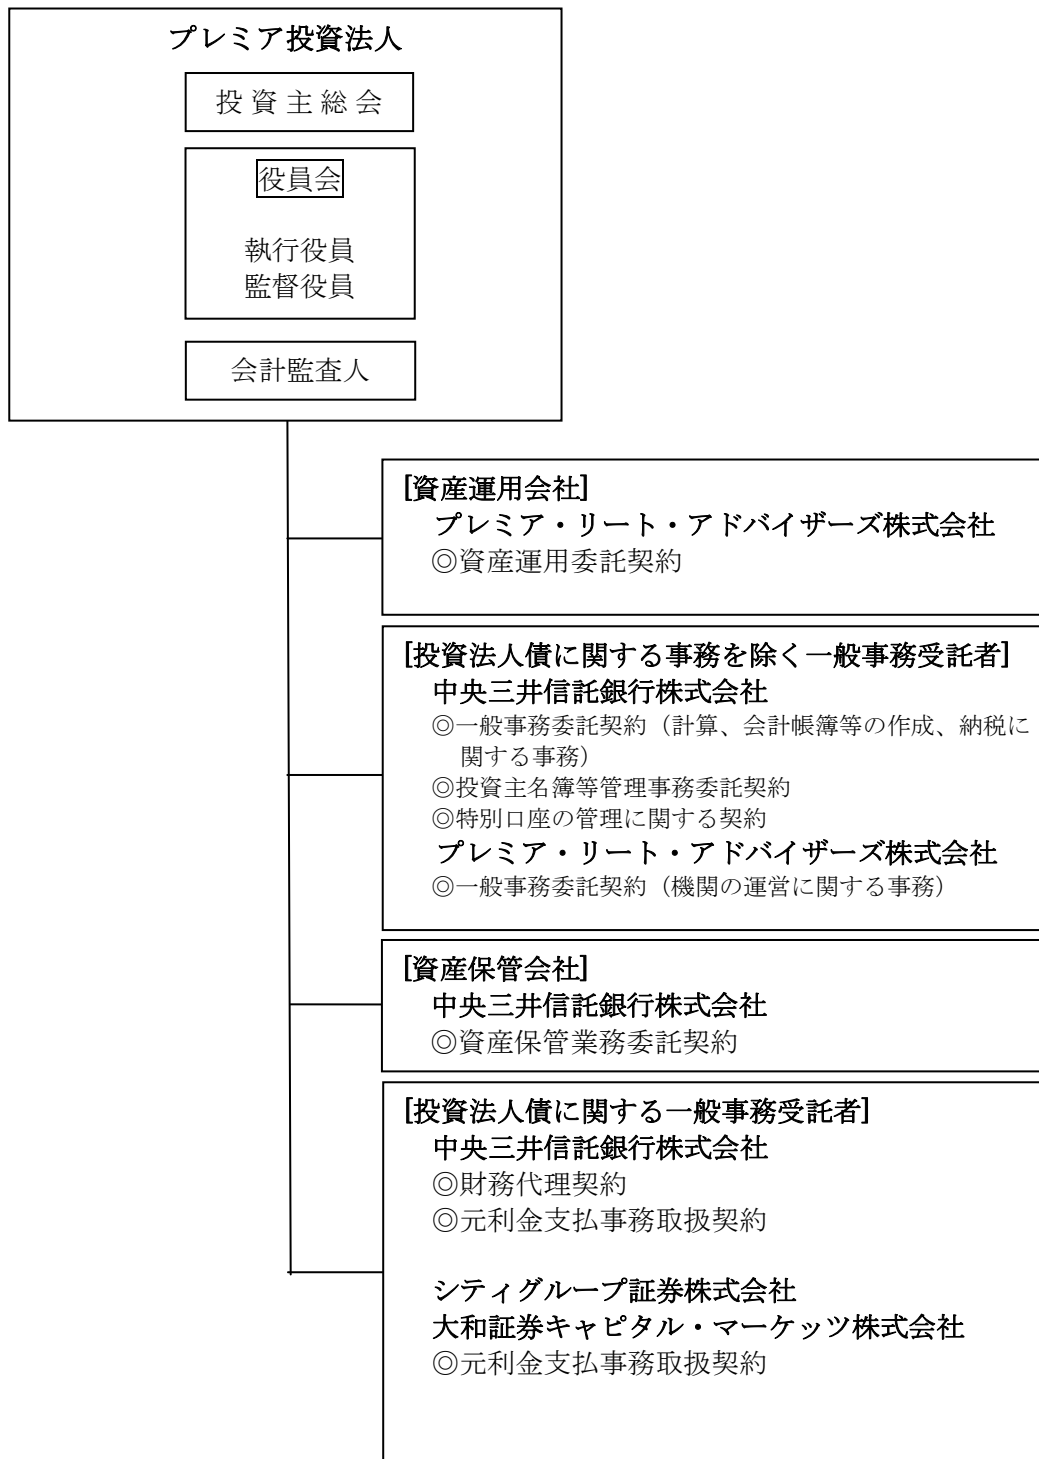 プレミア投資法人
投 資 主 総 会
役員会
執行役員
監督役員
会計監査人
[資産運用会社]
プレミア・リート・アドバイザーズ株式会社
◎資産運用委託契約
[投資法人債に関する事務を除く一般事務受託者]
中央三井信託銀行株式会社
◎一般事務委託契約（計算、会計帳簿等の作成、納税に
関する事務）
◎投資主名簿等管理事務委託契約
◎特別口座の管理に関する契約
プレミア・リート・アドバイザーズ株式会社
◎一般事務委託契約（機関の運営に関する事務）
[資産保管会社]
中央三井信託銀行株式会社
◎資産保管業務委託契約
[投資法人債に関する一般事務受託者]
中央三井信託銀行株式会社
◎財務代理契約
◎元利金支払事務取扱契約
シティグループ証券株式会社
大和証券キャピタル・マーケッツ株式会社
◎元利金支払事務取扱契約